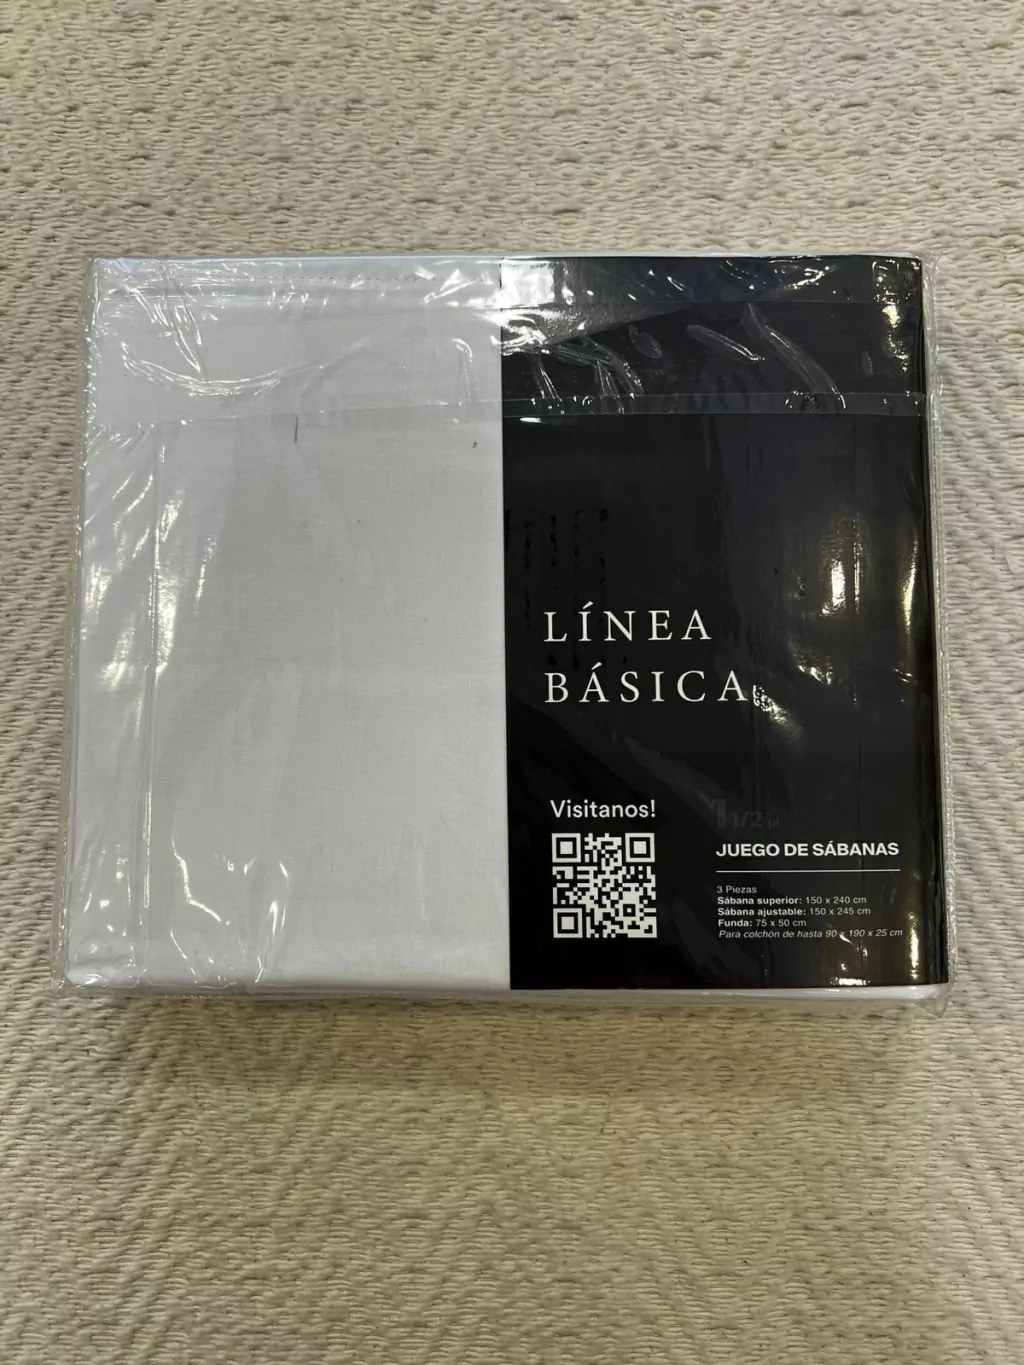 LÍNEA
BÁSICA
Visitanos!
1 1/2 pl.
JUEGO DE SÁBANAS
3 Piezas
Sábana superior: 150 x 240 cm
Sábana ajustable: 150 x 245 cm
Funda: 75 x 50 cm
Para colchón de hasta 90 x 190 x 25 cm